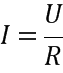 I = U/R